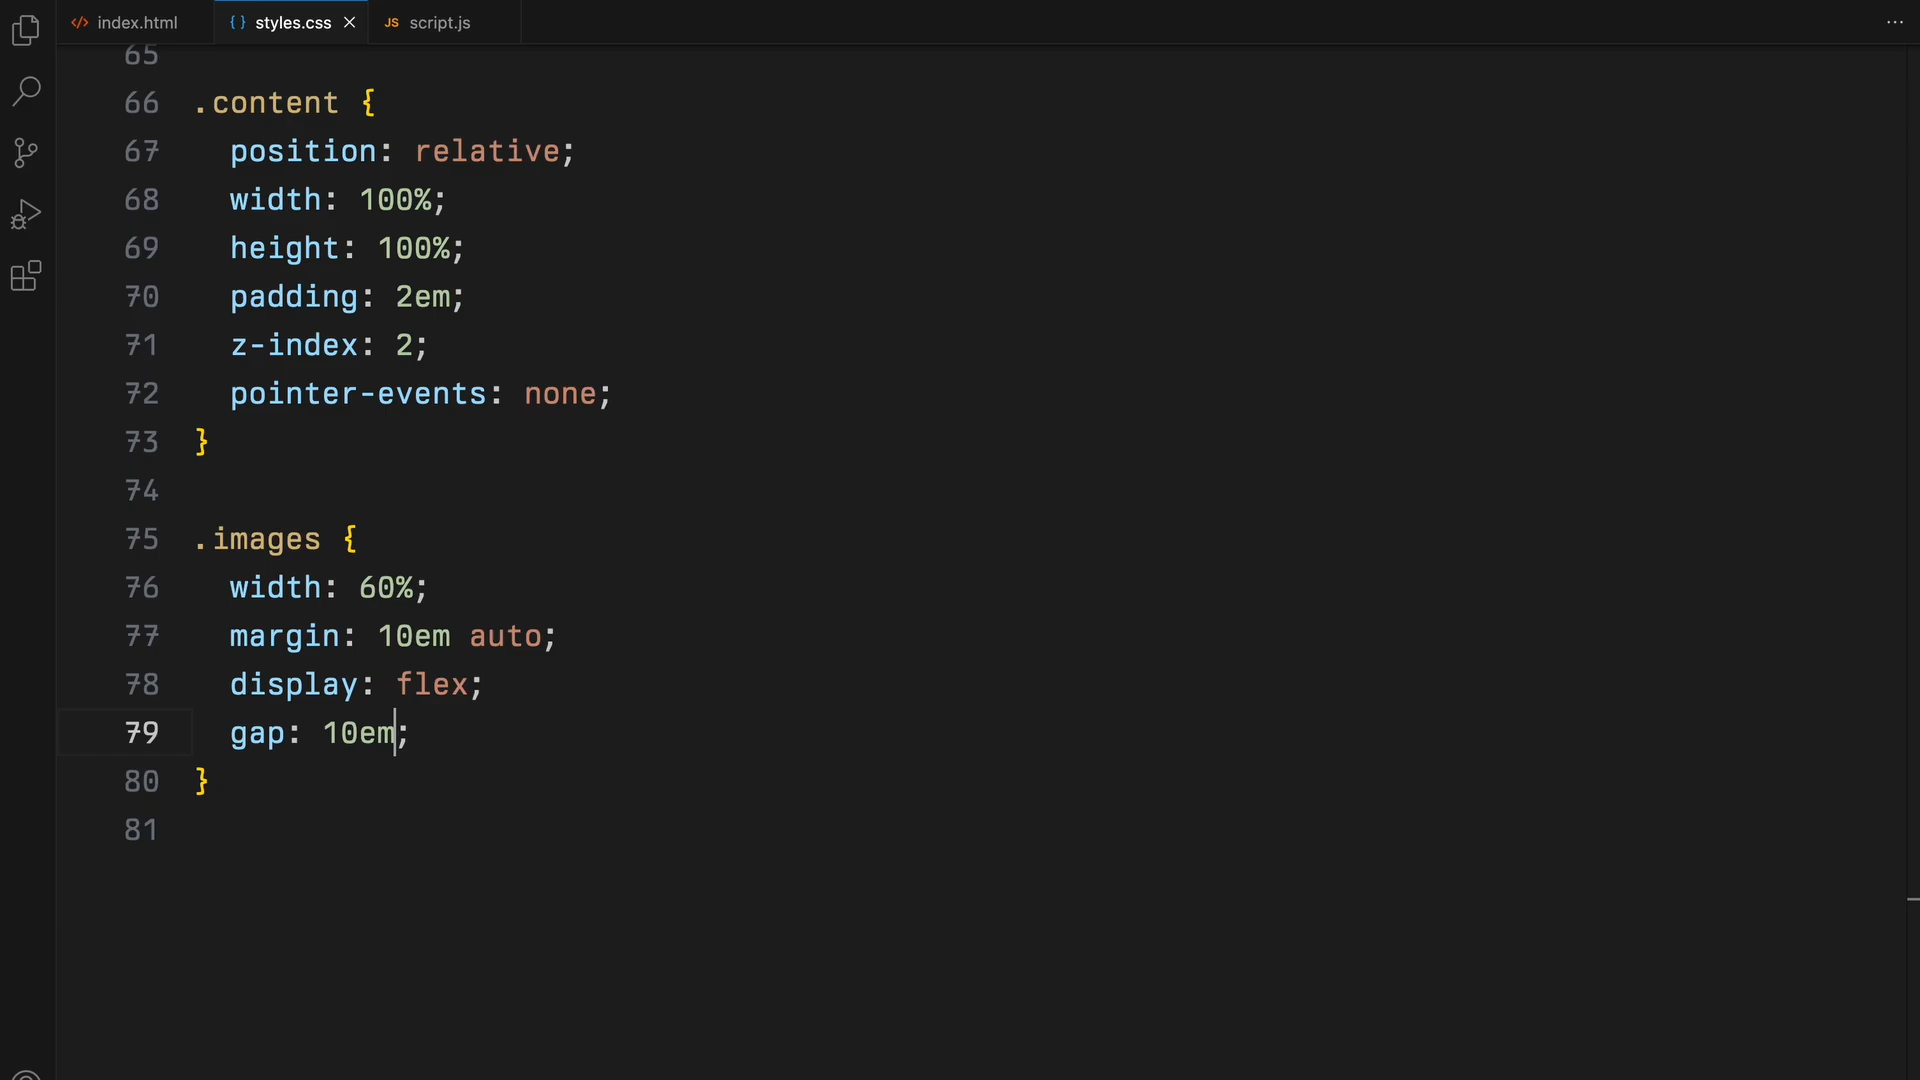 </> index.html
{ } styles.css ×
JS script.js
65
66 .content {
67   position: relative;
68   width: 100%;
69   height: 100%;
70   padding: 2em;
71   z-index: 2;
72   pointer-events: none;
73 }
74
75 .images {
76   width: 60%;
77   margin: 10em auto;
78   display: flex;
79   gap: 10em;
80 }
81